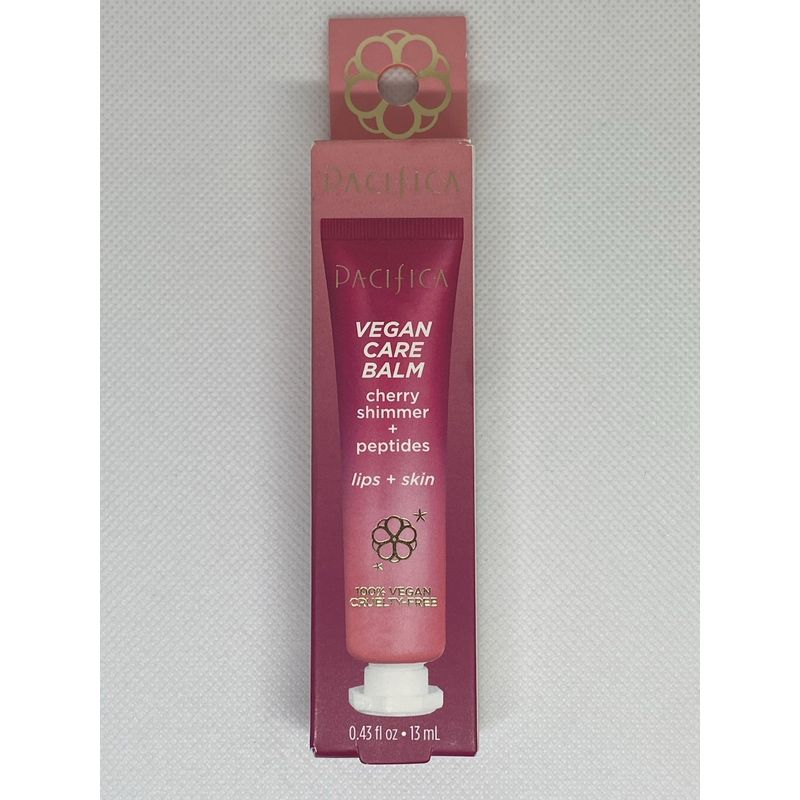 PACIFICA
PACIFICA
VEGAN
CARE
BALM
cherry
shimmer
+
peptides
lips + skin
100% VEGAN
CRUELTY-FREE
0.43 fl oz • 13 mL